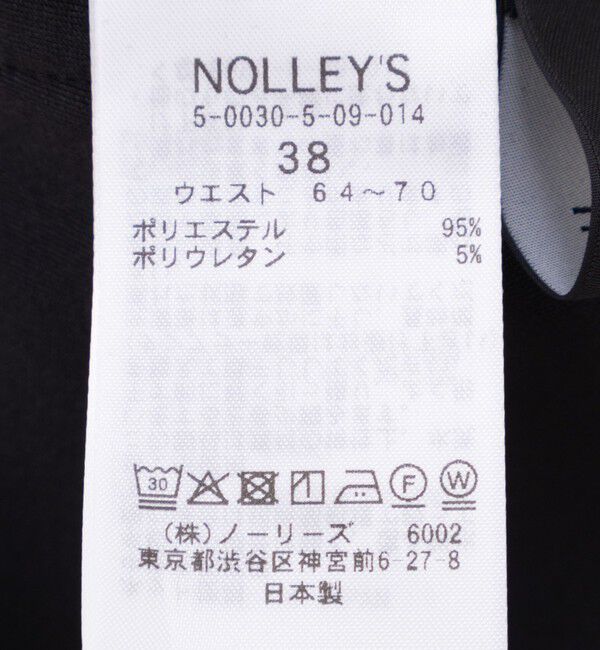 NOLLEY'S
5-0030-5-09-014
38
ウエスト 64～70
ポリエステル 95%
ポリウレタン 5%
30 F W
(株)ノーリーズ 6002
東京都渋谷区神宮前6-27-8
日本製